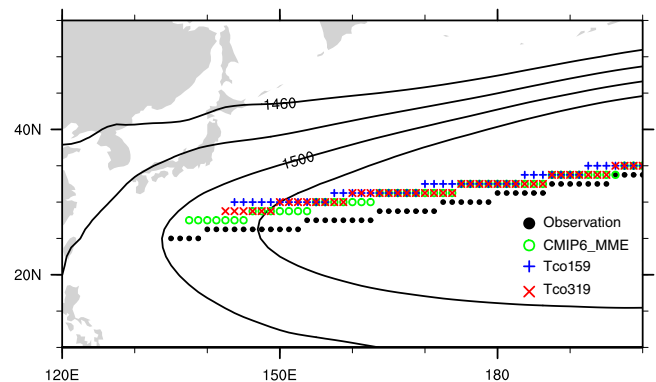 1460
40N
1500
Observation
CMIP6_MME
Tco159
20N
Tco319
120E 150E 180